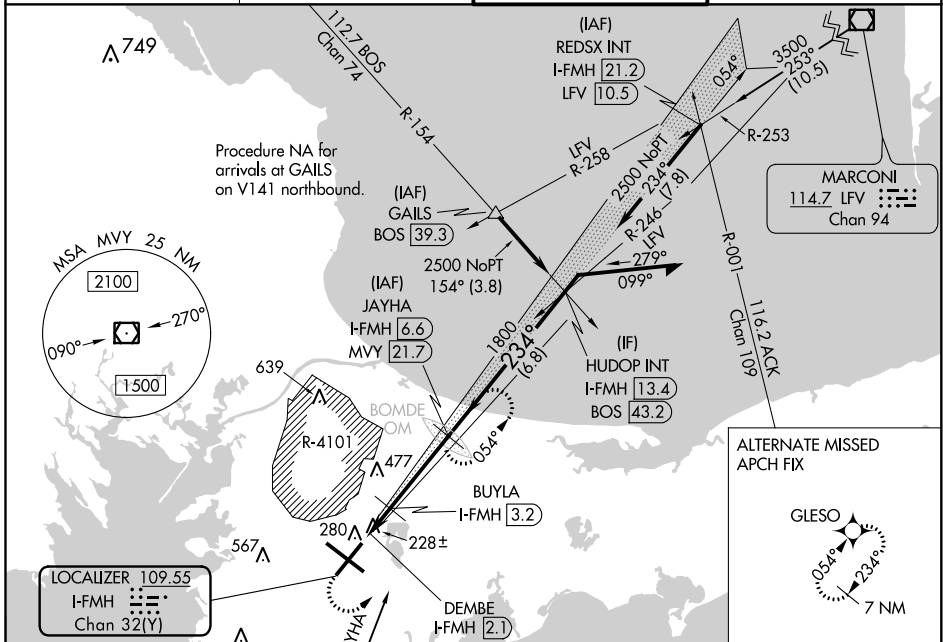 749
112.7 BOS
Chan 74
R-154
(IAF)
REDSX INT
I-FMH 21.2
LFV 10.5
054°
3500
253°
(10.5)
R-253
MARCONI
114.7 LFV
Chan 94
Procedure NA for
arrivals at GAILS
on V141 northbound.
LFV
R-258
2500 NoPT
234°
(7.8)
R-246
LFV
(IAF)
GAILS
BOS 39.3
2500 NoPT
154° (3.8)
279°
099°
R-001
116.2 ACK
Chan 109
MSA MVY 25 NM
2100
270°
090°
1500
(IAF)
JAYHA
I-FMH 6.6
MVY 21.7
1800
234°
(6.8)
(IF)
HUDOP INT
I-FMH 13.4
BOS 43.2
639
R-4101
BOMDE
OM
054°
477
BUYLA
I-FMH 3.2
280
228±
567
LOCALIZER 109.55
I-FMH
Chan 32(Y)
DEMBE
I-FMH 2.1
ALTERNATE MISSED
APCH FIX
GLESO
054°
234°
7 NM